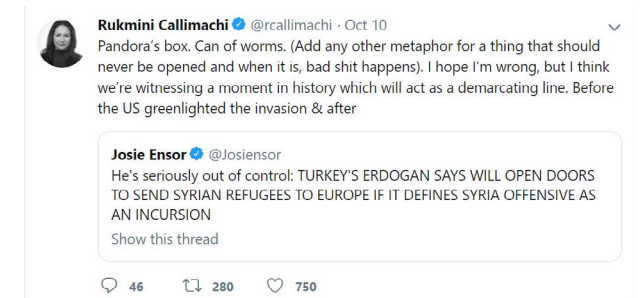 Rukmini Callimachi @rcallimachi · Oct 10
Pandora's box. Can of worms. (Add any other metaphor for a thing that should
never be opened and when it is, bad shit happens). I hope I'm wrong, but I think
we're witnessing a moment in history which will act as a demarcating line. Before
the US greenlighted the invasion & after
Josie Ensor @Josiensor
He's seriously out of control: TURKEY'S ERDOGAN SAYS WILL OPEN DOORS
TO SEND SYRIAN REFUGEES TO EUROPE IF IT DEFINES SYRIA OFFENSIVE AS
AN INCURSION
Show this thread
46 280 750